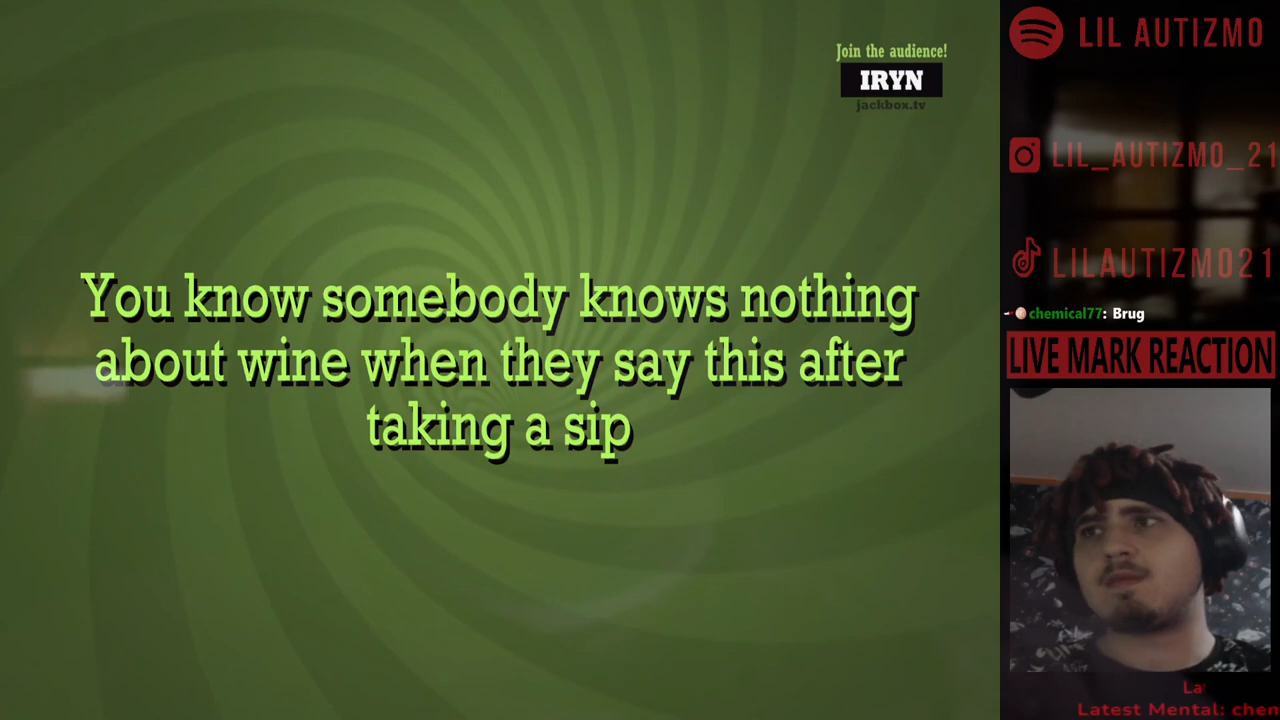 Join the audience!
IRYN
jackbox.tv
You know somebody knows nothing
about wine when they say this after
taking a sip
LIL AUTIZMO
LIL_AUTIZMO_21
LILAUTIZMO21
chemical77: Brug
LIVE MARK REACTION
La
Latest Mental: chem